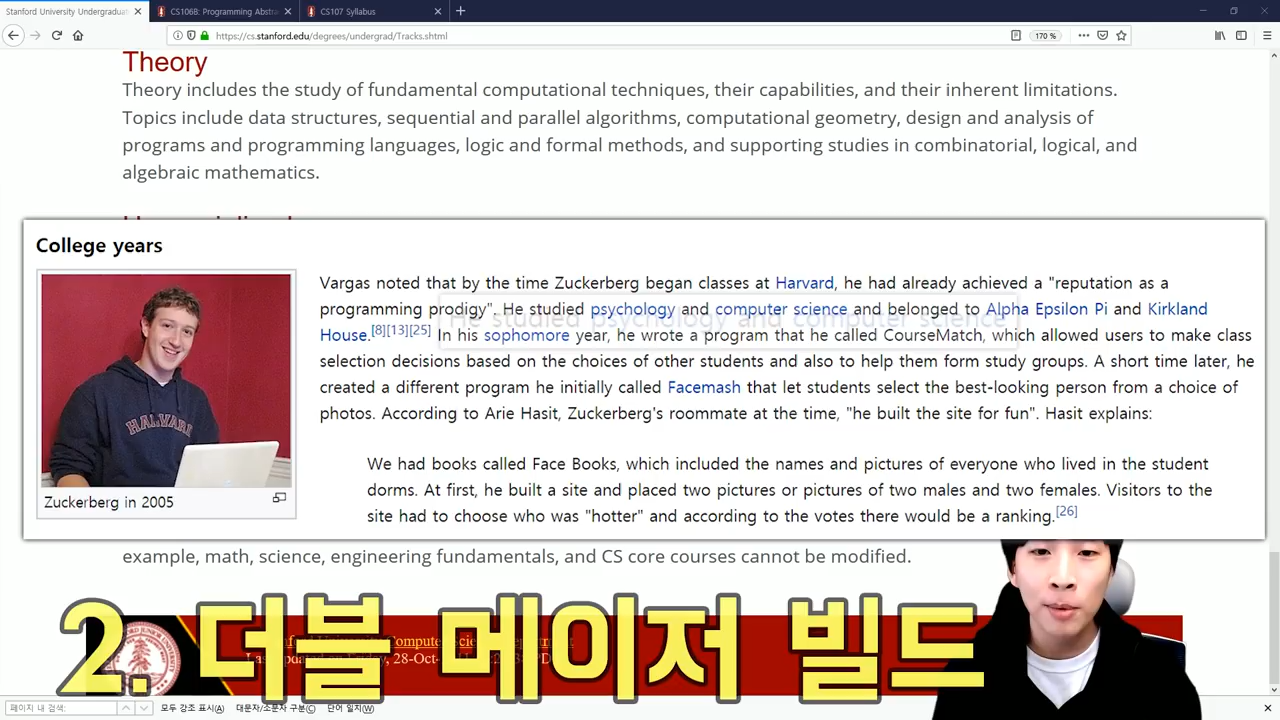 Stanford University Undergradua
CS106B: Programming Abstra
CS107 Syllabus
https://cs.stanford.edu/degrees/undergrad/Tracks.shtml
170 %
Theory
Theory includes the study of fundamental computational techniques, their capabilities, and their inherent limitations.
Topics include data structures, sequential and parallel algorithms, computational geometry, design and analysis of
programs and programming languages, logic and formal methods, and supporting studies in combinatorial, logical, and
algebraic mathematics.
College years
Vargas noted that by the time Zuckerberg began classes at Harvard, he had already achieved a "reputation as a
programming prodigy". He studied psychology and computer science and belonged to Alpha Epsilon Pi and Kirkland
House.[8][13][25] In his sophomore year, he wrote a program that he called CourseMatch, which allowed users to make class
selection decisions based on the choices of other students and also to help them form study groups. A short time later, he
created a different program he initially called Facemash that let students select the best-looking person from a choice of
photos. According to Arie Hasit, Zuckerberg's roommate at the time, "he built the site for fun". Hasit explains:
He studied psychology and computer science
We had books called Face Books, which included the names and pictures of everyone who lived in the student
dorms. At first, he built a site and placed two pictures or pictures of two males and two females. Visitors to the
site had to choose who was "hotter" and according to the votes there would be a ranking.[26]
HARVARD
Zuckerberg in 2005
example, math, science, engineering fundamentals, and CS core courses cannot be modified.
2. 더블 메이저 빌드
페이지 내 검색:
모두 강조 표시(A)
대문자/소문자 구분(C)
단어 일치(W)